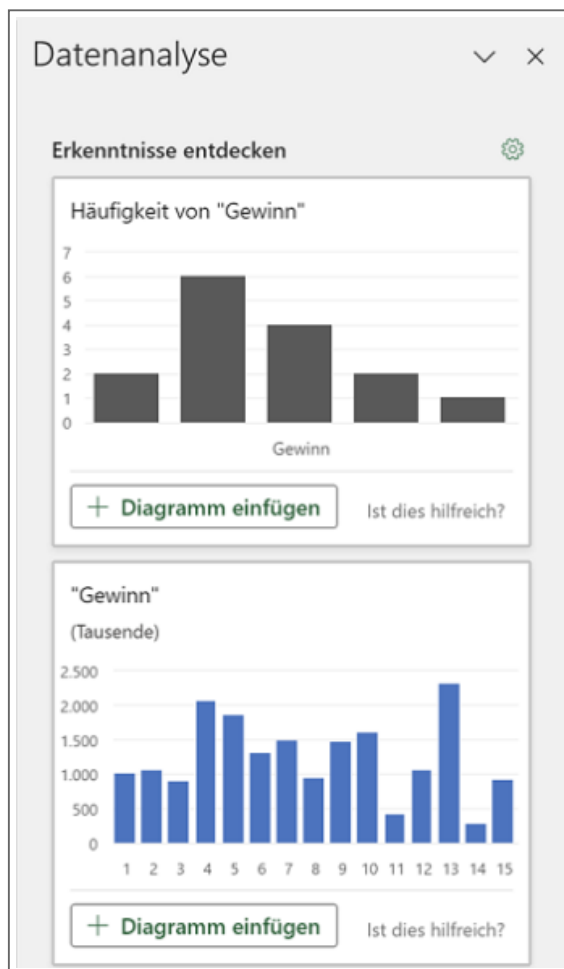 Datenanalyse
Erkenntnisse entdecken
Häufigkeit von "Gewinn"
7
6
5
4
3
2
1
0
Gewinn
+ Diagramm einfügen Ist dies hilfreich?
"Gewinn"
(Tausende)
2.500
2.000
1.500
1.000
500
0
1 2 3 4 5 6 7 8 9 10 11 12 13 14 15
+ Diagramm einfügen Ist dies hilfreich?